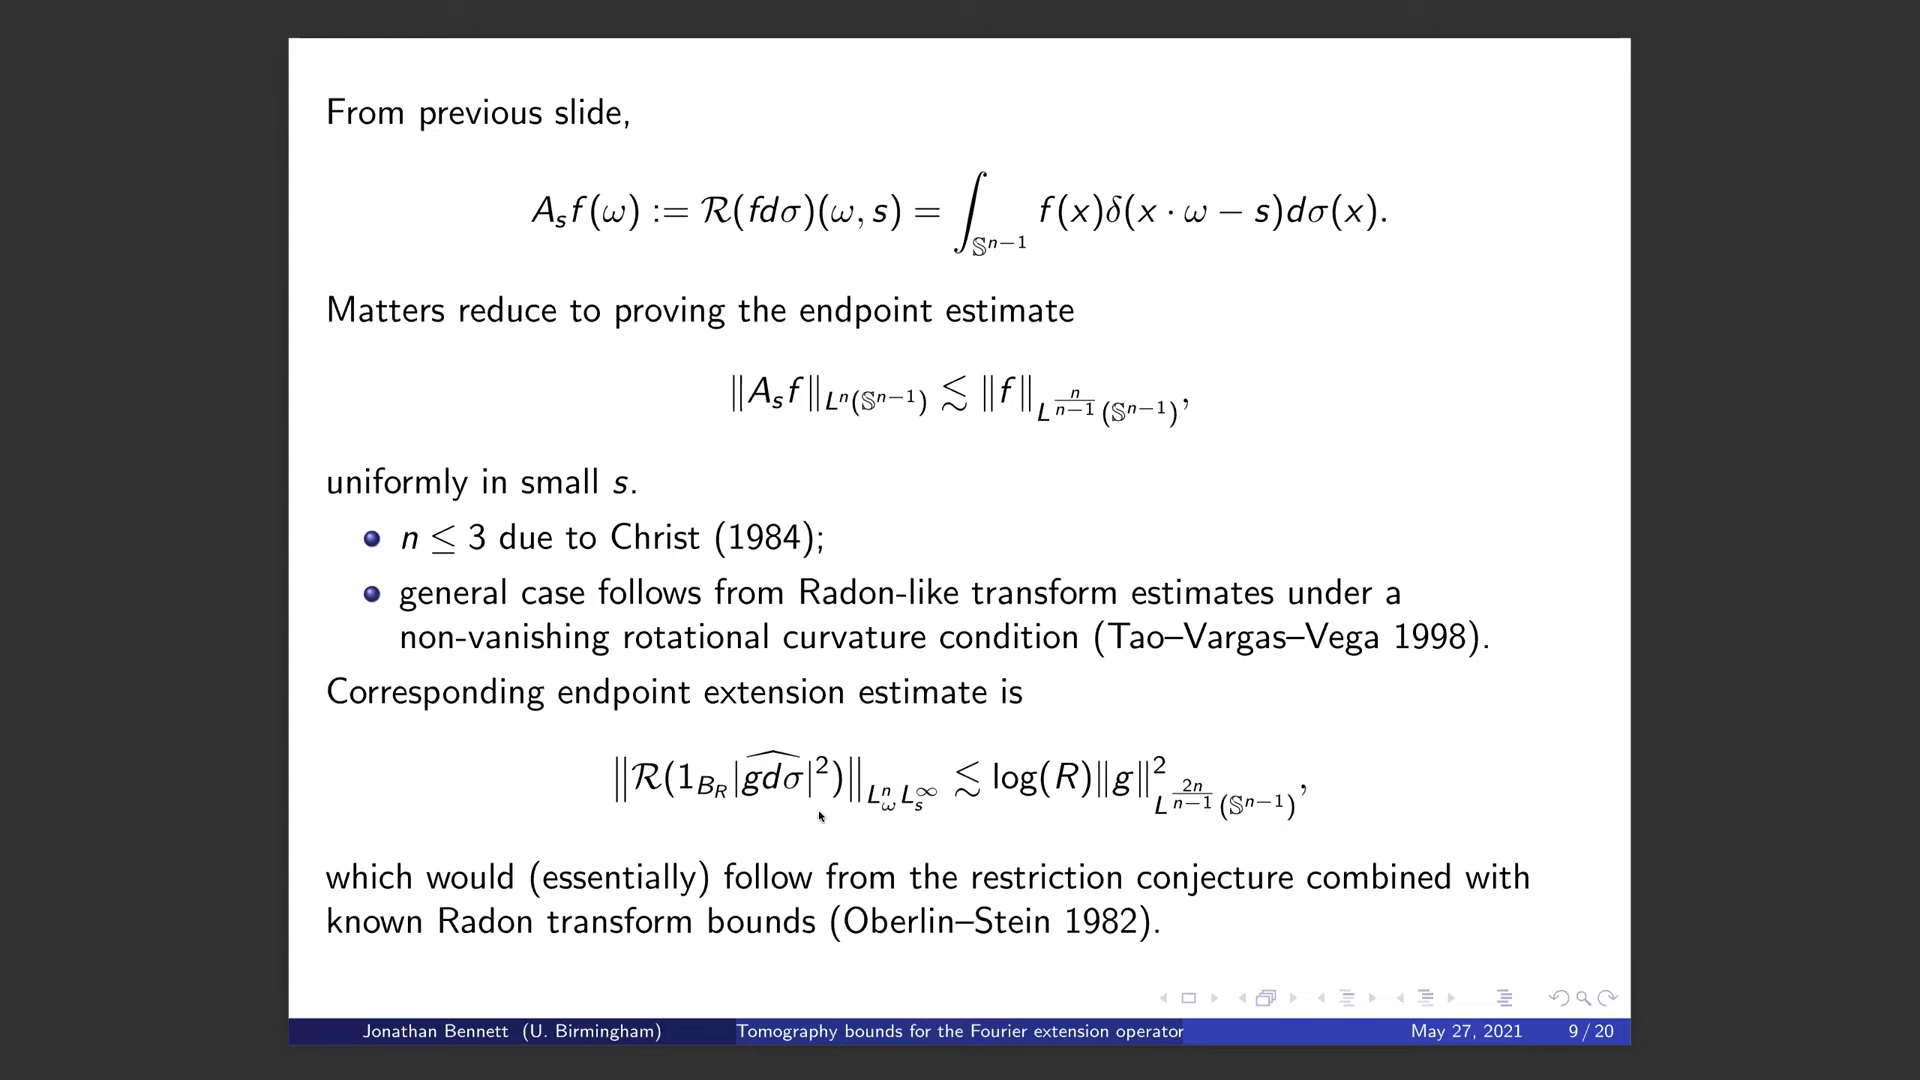 From previous slide,
A_s f(ω) := ℛ(fdσ)(ω, s) = ∫_{𝕊^{n−1}} f(x)δ(x · ω − s)dσ(x).
Matters reduce to proving the endpoint estimate
‖A_s f‖_{L^n(𝕊^{n−1})} ≲ ‖f‖_{L^{\frac{n}{n−1}}(𝕊^{n−1})},
uniformly in small s.
n ≤ 3 due to Christ (1984);
general case follows from Radon-like transform estimates under a
non-vanishing rotational curvature condition (Tao–Vargas–Vega 1998).
Corresponding endpoint extension estimate is
‖ℛ(1_{B_R}|\widehat{gdσ}|^2)‖_{L^n_ω L^∞_s} ≲ log(R)‖g‖^2_{L^{\frac{2n}{n−1}}(𝕊^{n−1})},
which would (essentially) follow from the restriction conjecture combined with
known Radon transform bounds (Oberlin–Stein 1982).
Jonathan Bennett (U. Birmingham) Tomography bounds for the Fourier extension operator May 27, 2021 9 / 20